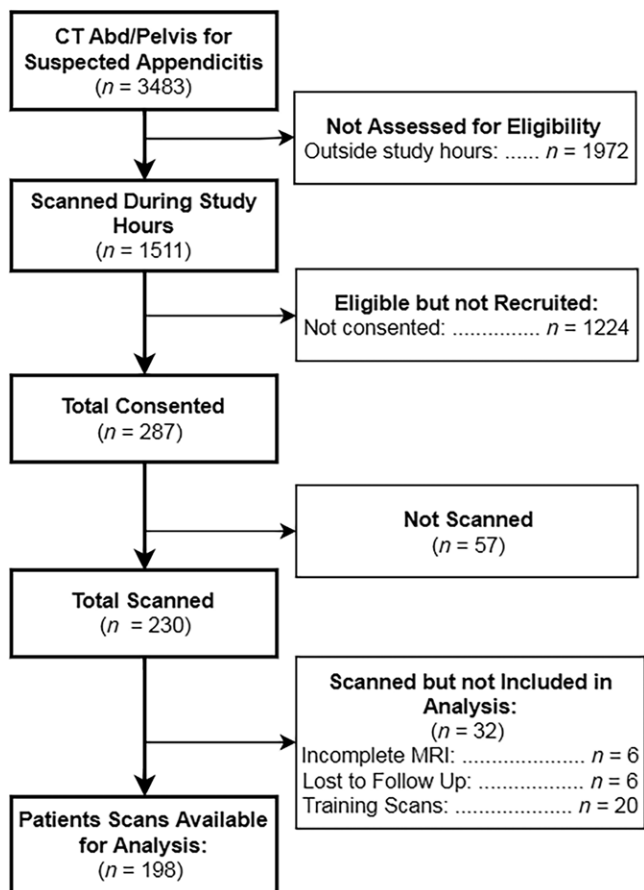 CT Abd/Pelvis for
Suspected Appendicitis
(n = 3483)
Not Assessed for Eligibility
Outside study hours: ...... n = 1972
Scanned During Study
Hours
(n = 1511)
Eligible but not Recruited:
Not consented: ............... n = 1224
Total Consented
(n = 287)
Not Scanned
(n = 57)
Total Scanned
(n = 230)
Scanned but not Included in
Analysis:
(n = 32)
Incomplete MRI: ...................... n = 6
Lost to Follow Up: .................. n = 6
Training Scans: .................... n = 20
Patients Scans Available
for Analysis:
(n = 198)